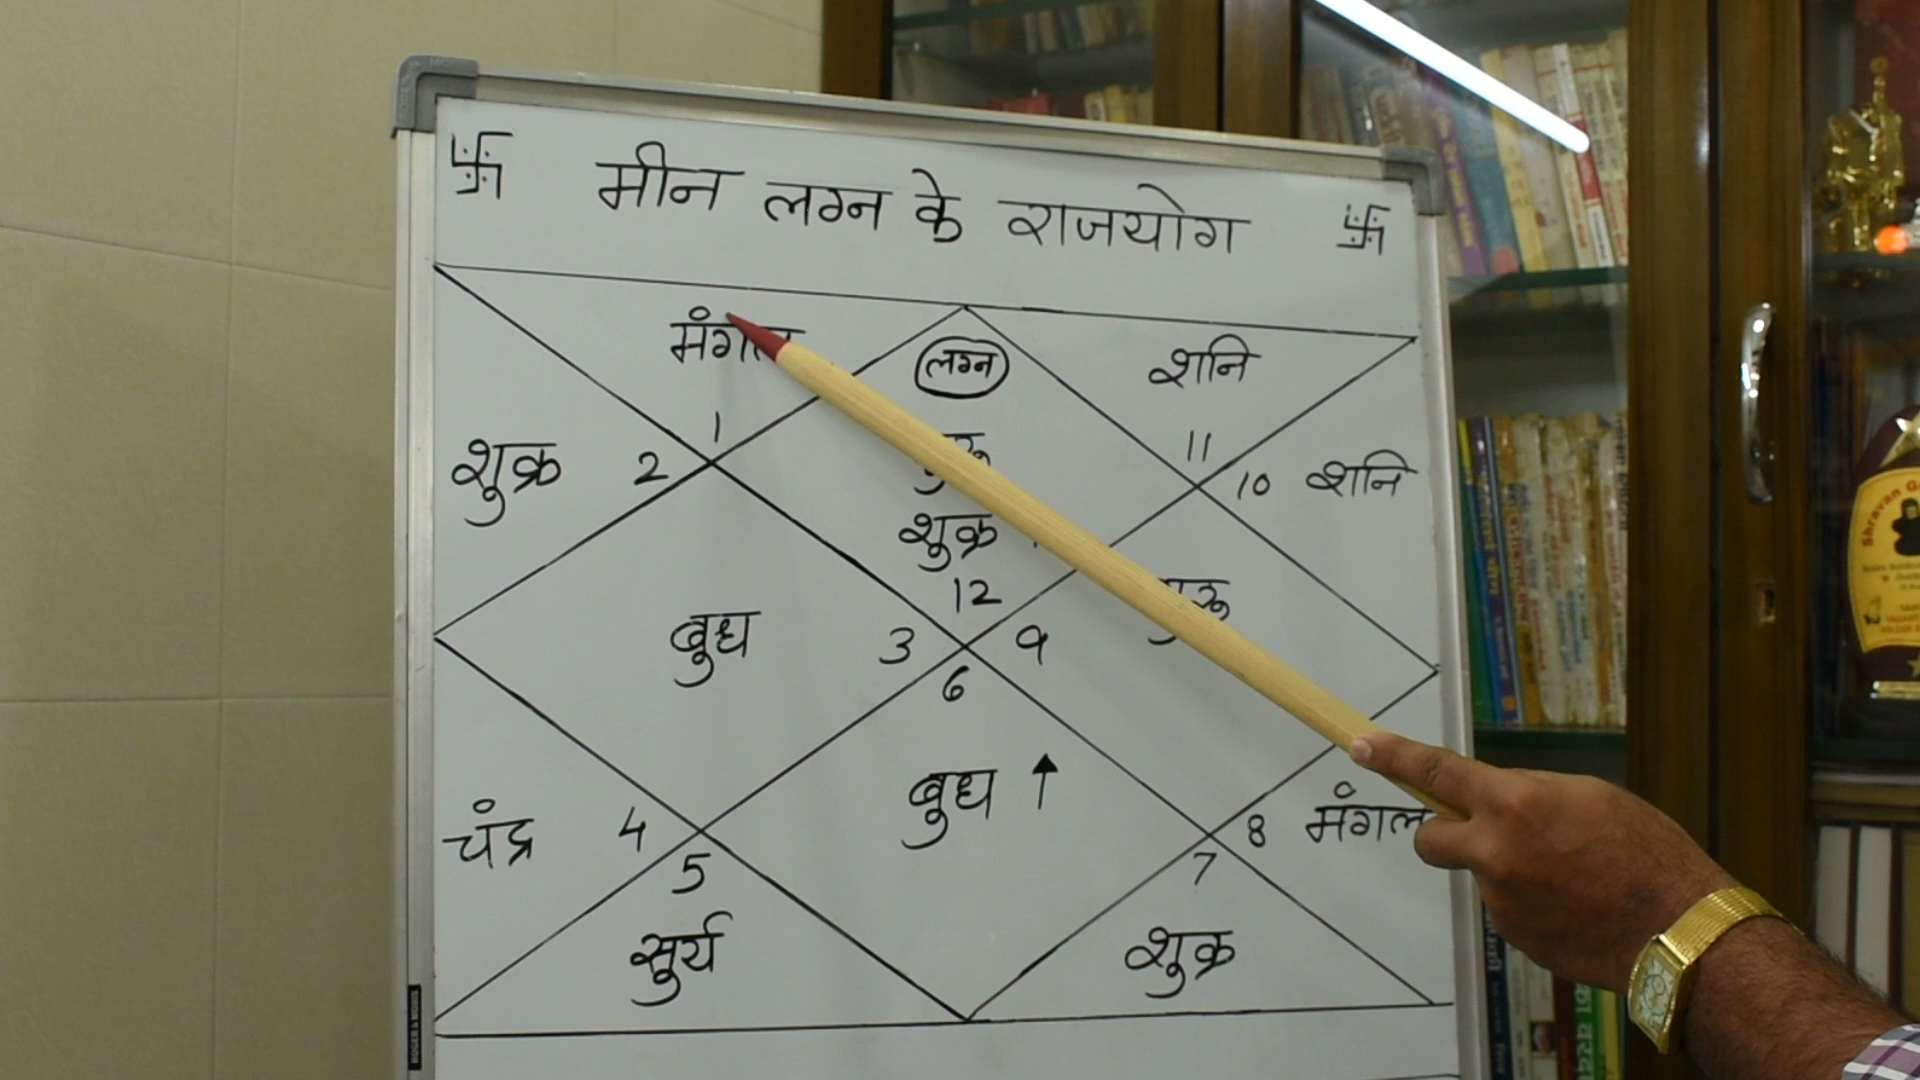 卐 मीन लग्न के राजयोग 卐
लग्न
शनि
1
11
शुक्र 2
10 शनि
शुक्र
12
बुध 3
9
6
बुध ↑
चंद्र 4
8 मंगल
5
7
सुर्य
शुक्र